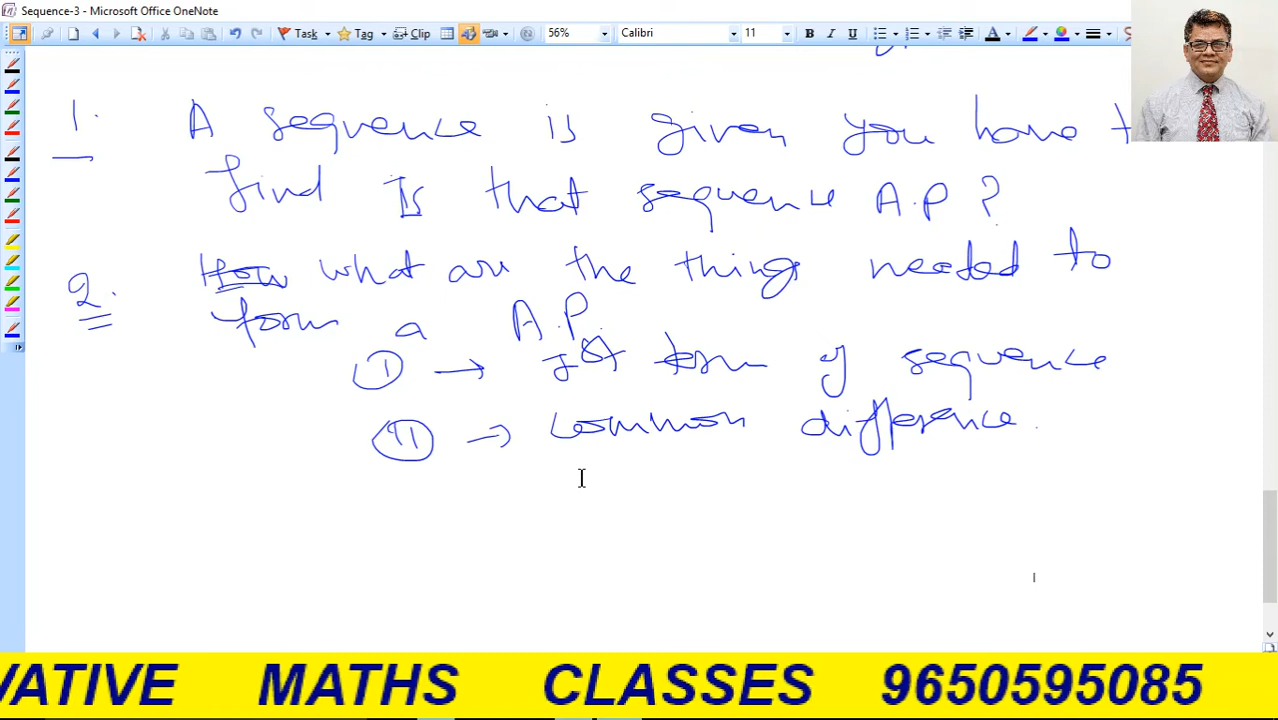 Sequence-3 - Microsoft Office OneNote
Task Tag Clip 56% Calibri 11 B I U A
1. A sequence is given you have t
find Is that sequence A.P?
2. How what are the things needed to
form a A.P.
I → Ist term of sequence
II → common difference.
VATIVE MATHS CLASSES 9650595085